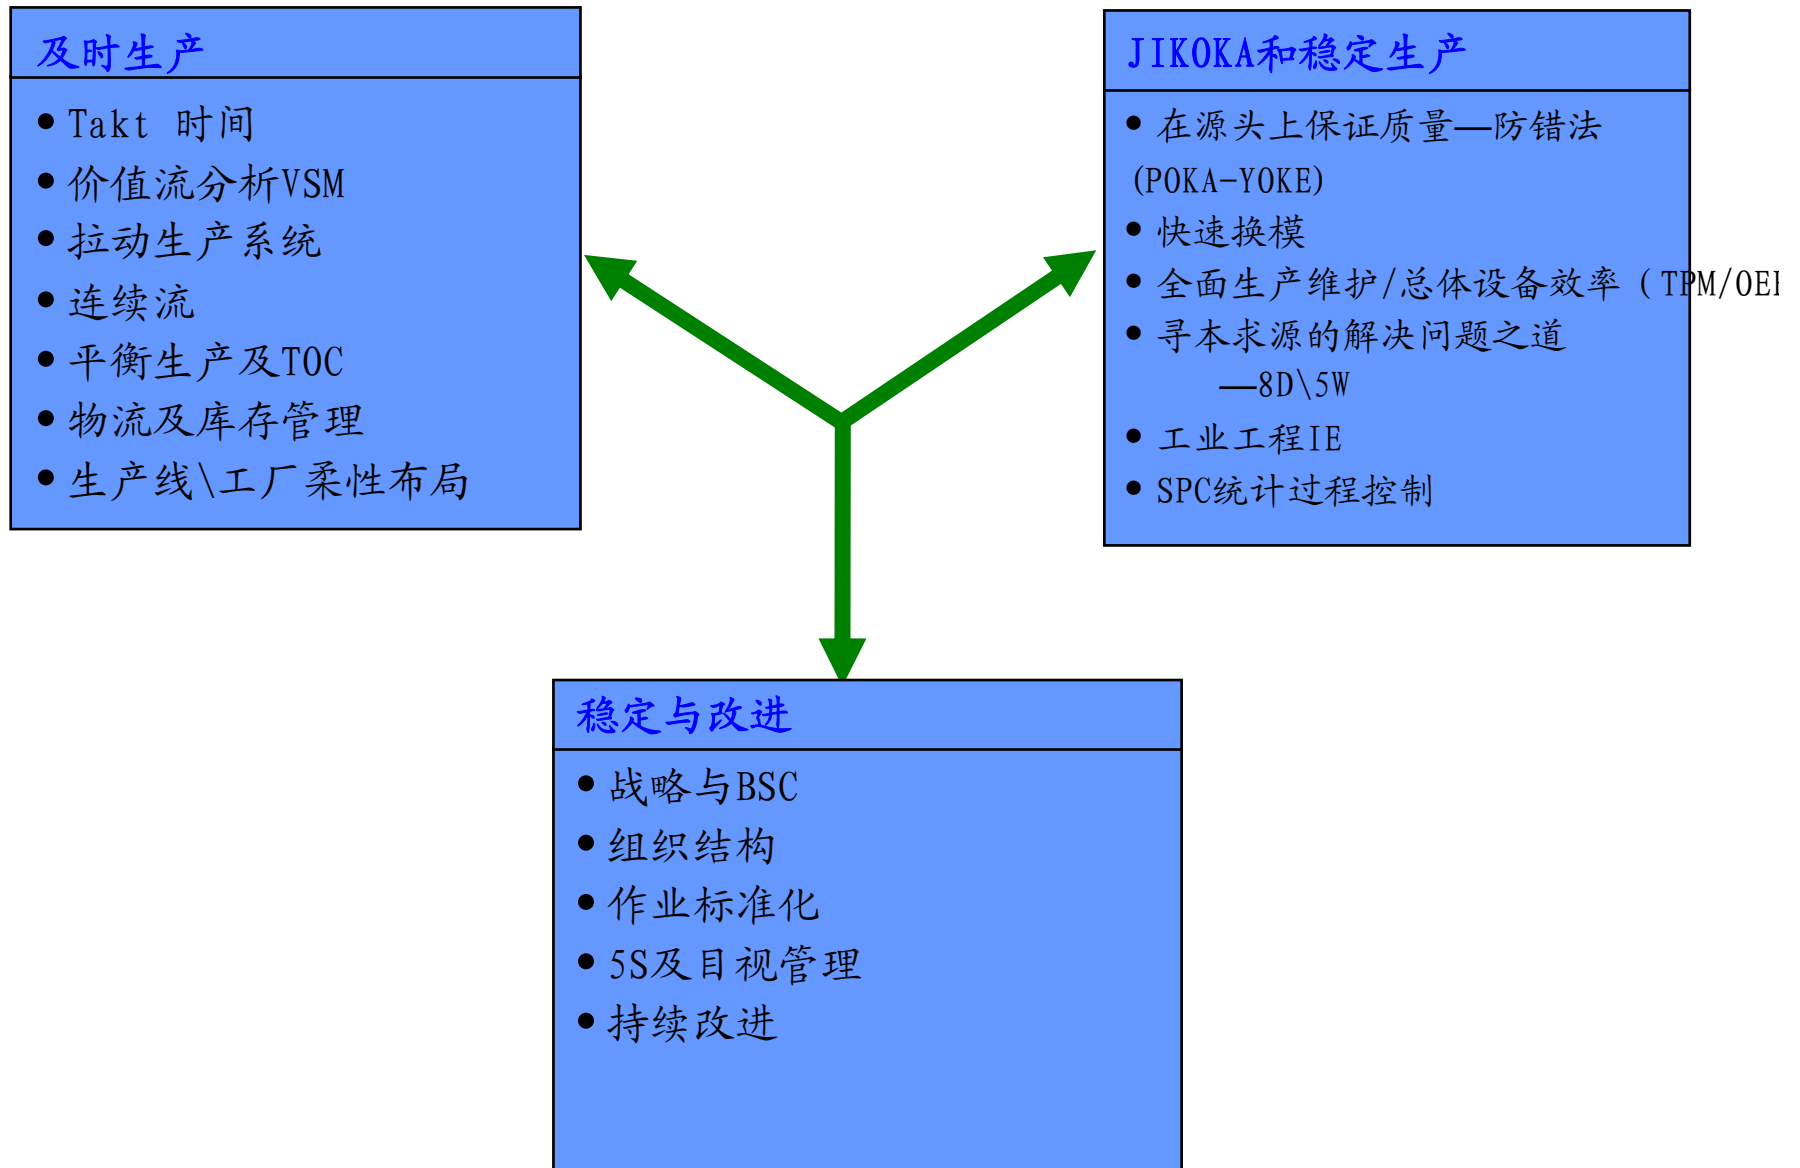 及时生产
● Takt 时间
● 价值流分析VSM
● 拉动生产系统
● 连续流
● 平衡生产及TOC
● 物流及库存管理
● 生产线\工厂柔性布局
JIKOKA和稳定生产
● 在源头上保证质量—防错法
(POKA-YOKE)
● 快速换模
● 全面生产维护/总体设备效率（TPM/OE
● 寻本求源的解决问题之道
—8D\5W
● 工业工程IE
● SPC统计过程控制
稳定与改进
● 战略与BSC
● 组织结构
● 作业标准化
● 5S及目视管理
● 持续改进